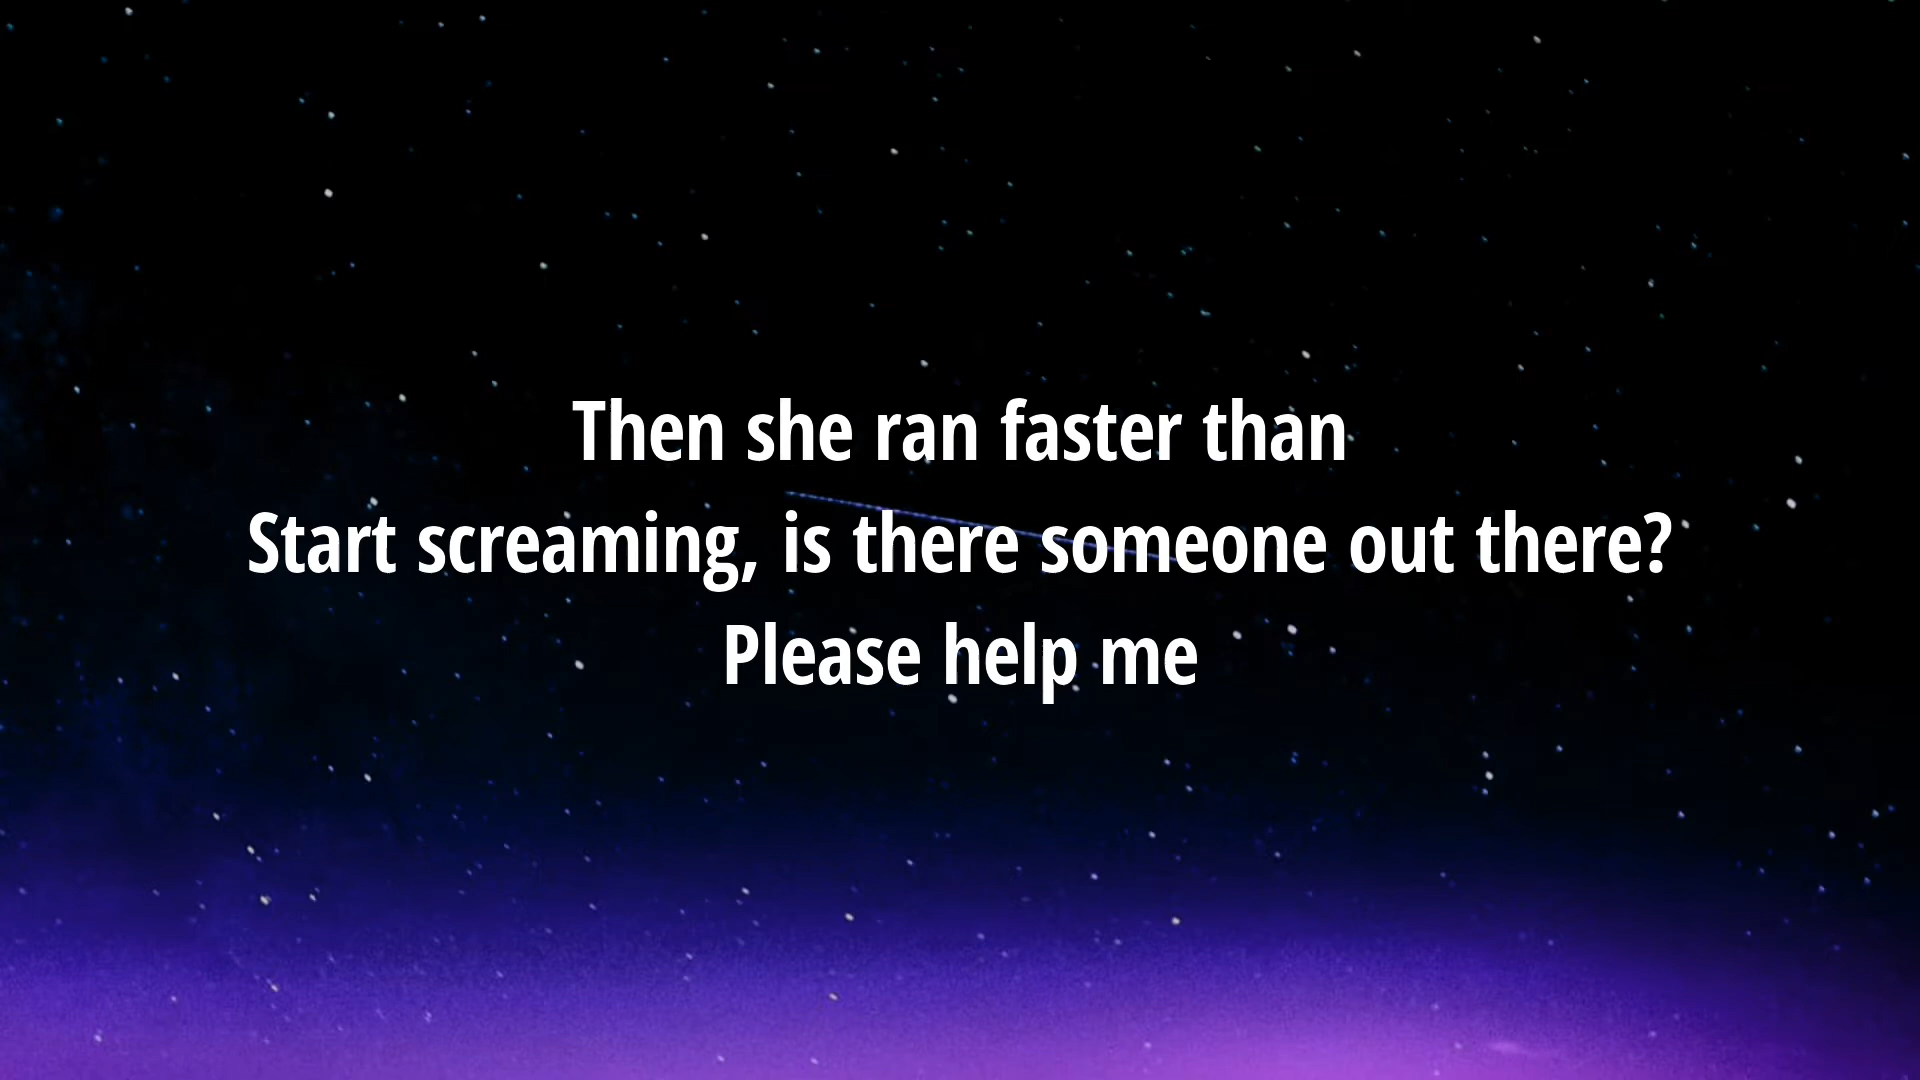 Then she ran faster than
Start screaming, is there someone out there?
Please help me